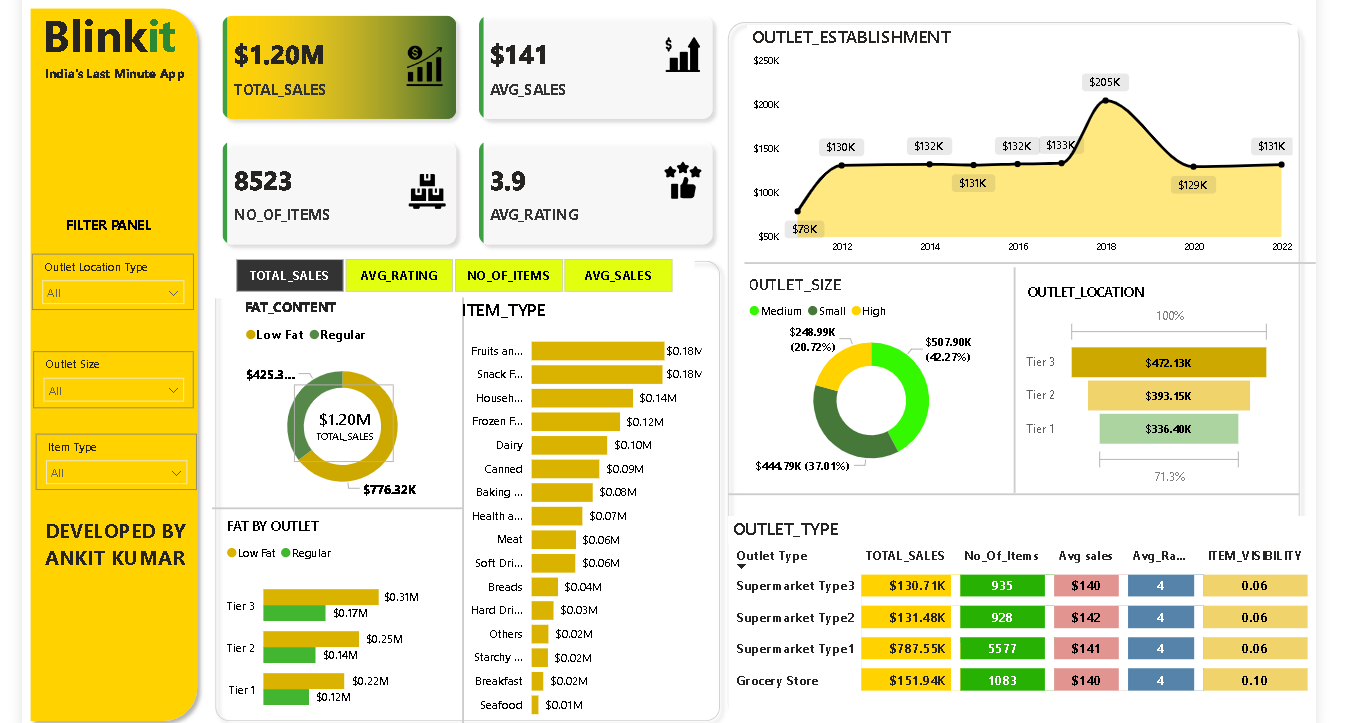 Blinkit
India's Last Minute App
FILTER PANEL
Outlet Location Type
All
Outlet Size
All
Item Type
All
DEVELOPED BY
ANKIT KUMAR
$1.20M
TOTAL_SALES
$141
AVG_SALES
8523
NO_OF_ITEMS
3.9
AVG_RATING
TOTAL_SALES AVG_RATING NO_OF_ITEMS AVG_SALES
FAT_CONTENT
Low Fat Regular
$425.3...
$1.20M
TOTAL_SALES
$776.32K
FAT BY OUTLET
Low Fat Regular
Tier 3 $0.31M
$0.17M
Tier 2 $0.25M
$0.14M
Tier 1 $0.22M
$0.12M
ITEM_TYPE
Fruits an... $0.18M
Snack F... $0.18M
Househ... $0.14M
Frozen F... $0.12M
Dairy $0.10M
Canned $0.09M
Baking ... $0.08M
Health a... $0.07M
Meat $0.06M
Soft Dri... $0.06M
Breads $0.04M
Hard Dri... $0.03M
Others $0.02M
Starchy ... $0.02M
Breakfast $0.02M
Seafood $0.01M
OUTLET_ESTABLISHMENT
$250K
$200K
$150K
$100K
$50K
$78K
$130K
$132K
$131K
$132K
$133K
$205K
$129K
$131K
2012 2014 2016 2018 2020 2022
OUTLET_SIZE
Medium Small High
$248.99K
(20.72%)
$507.90K
(42.27%)
$444.79K (37.01%)
OUTLET_LOCATION
100%
Tier 3 $472.13K
Tier 2 $393.15K
Tier 1 $336.40K
71.3%
OUTLET_TYPE
Outlet Type TOTAL_SALES No_Of_Items Avg sales Avg_Ra... ITEM_VISIBILITY
Supermarket Type3 $130.71K 935 $140 4 0.06
Supermarket Type2 $131.48K 928 $142 4 0.06
Supermarket Type1 $787.55K 5577 $141 4 0.06
Grocery Store $151.94K 1083 $140 4 0.10